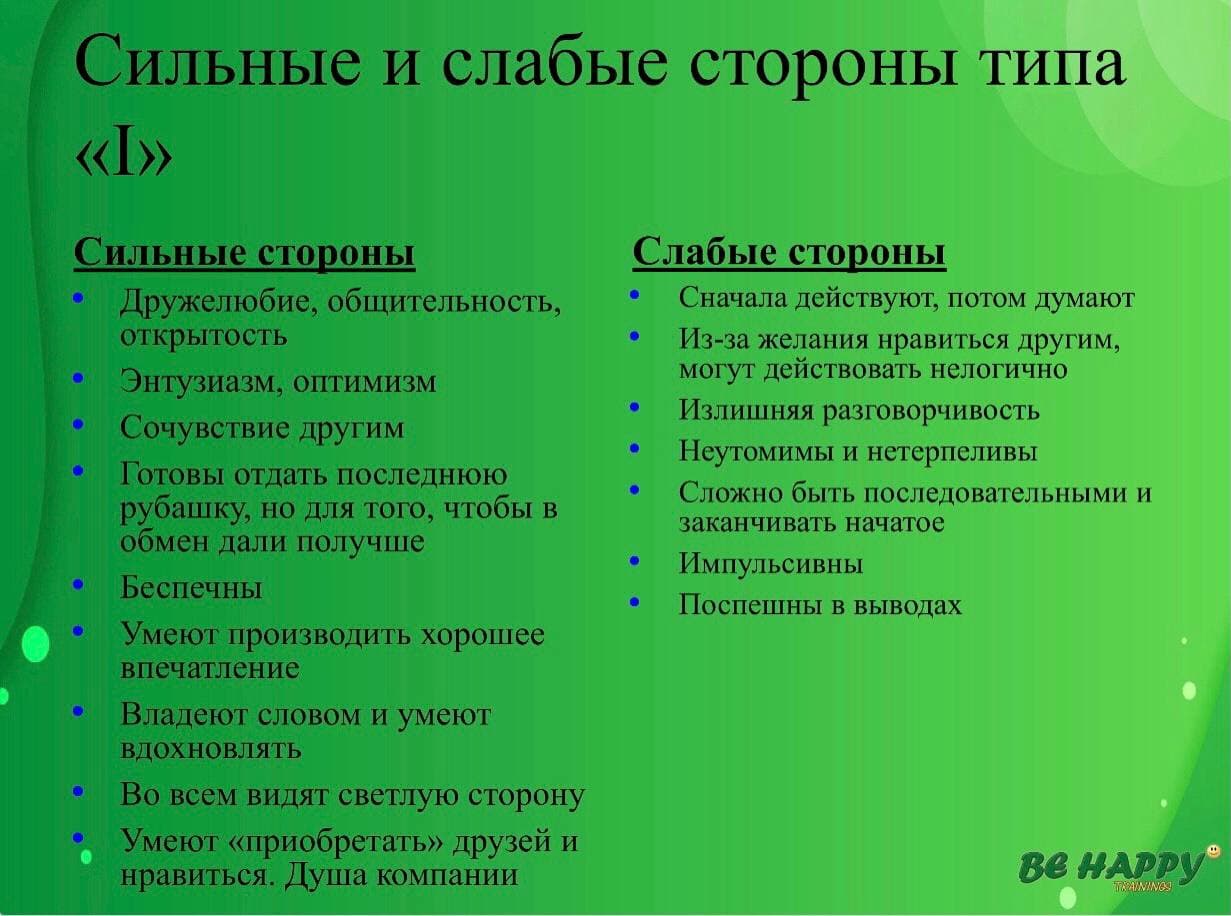 Сильные и слабые стороны типа
«I»
Сильные стороны
Дружелюбие, общительность,
открытость
Энтузиазм, оптимизм
Сочувствие другим
Готовы отдать последнюю
рубашку, но для того, чтобы в
обмен дали получше
Беспечны
Умеют производить хорошее
впечатление
Владеют словом и умеют
вдохновлять
Во всем видят светлую сторону
Умеют «приобретать» друзей и
нравиться. Душа компании
Слабые стороны
Сначала действуют, потом думают
Из-за желания нравиться другим,
могут действовать нелогично
Излишняя разговорчивость
Неутомимы и нетерпеливы
Сложно быть последовательными и
заканчивать начатое
Импульсивны
Поспешны в выводах
BE HAPPY
TRAININGS